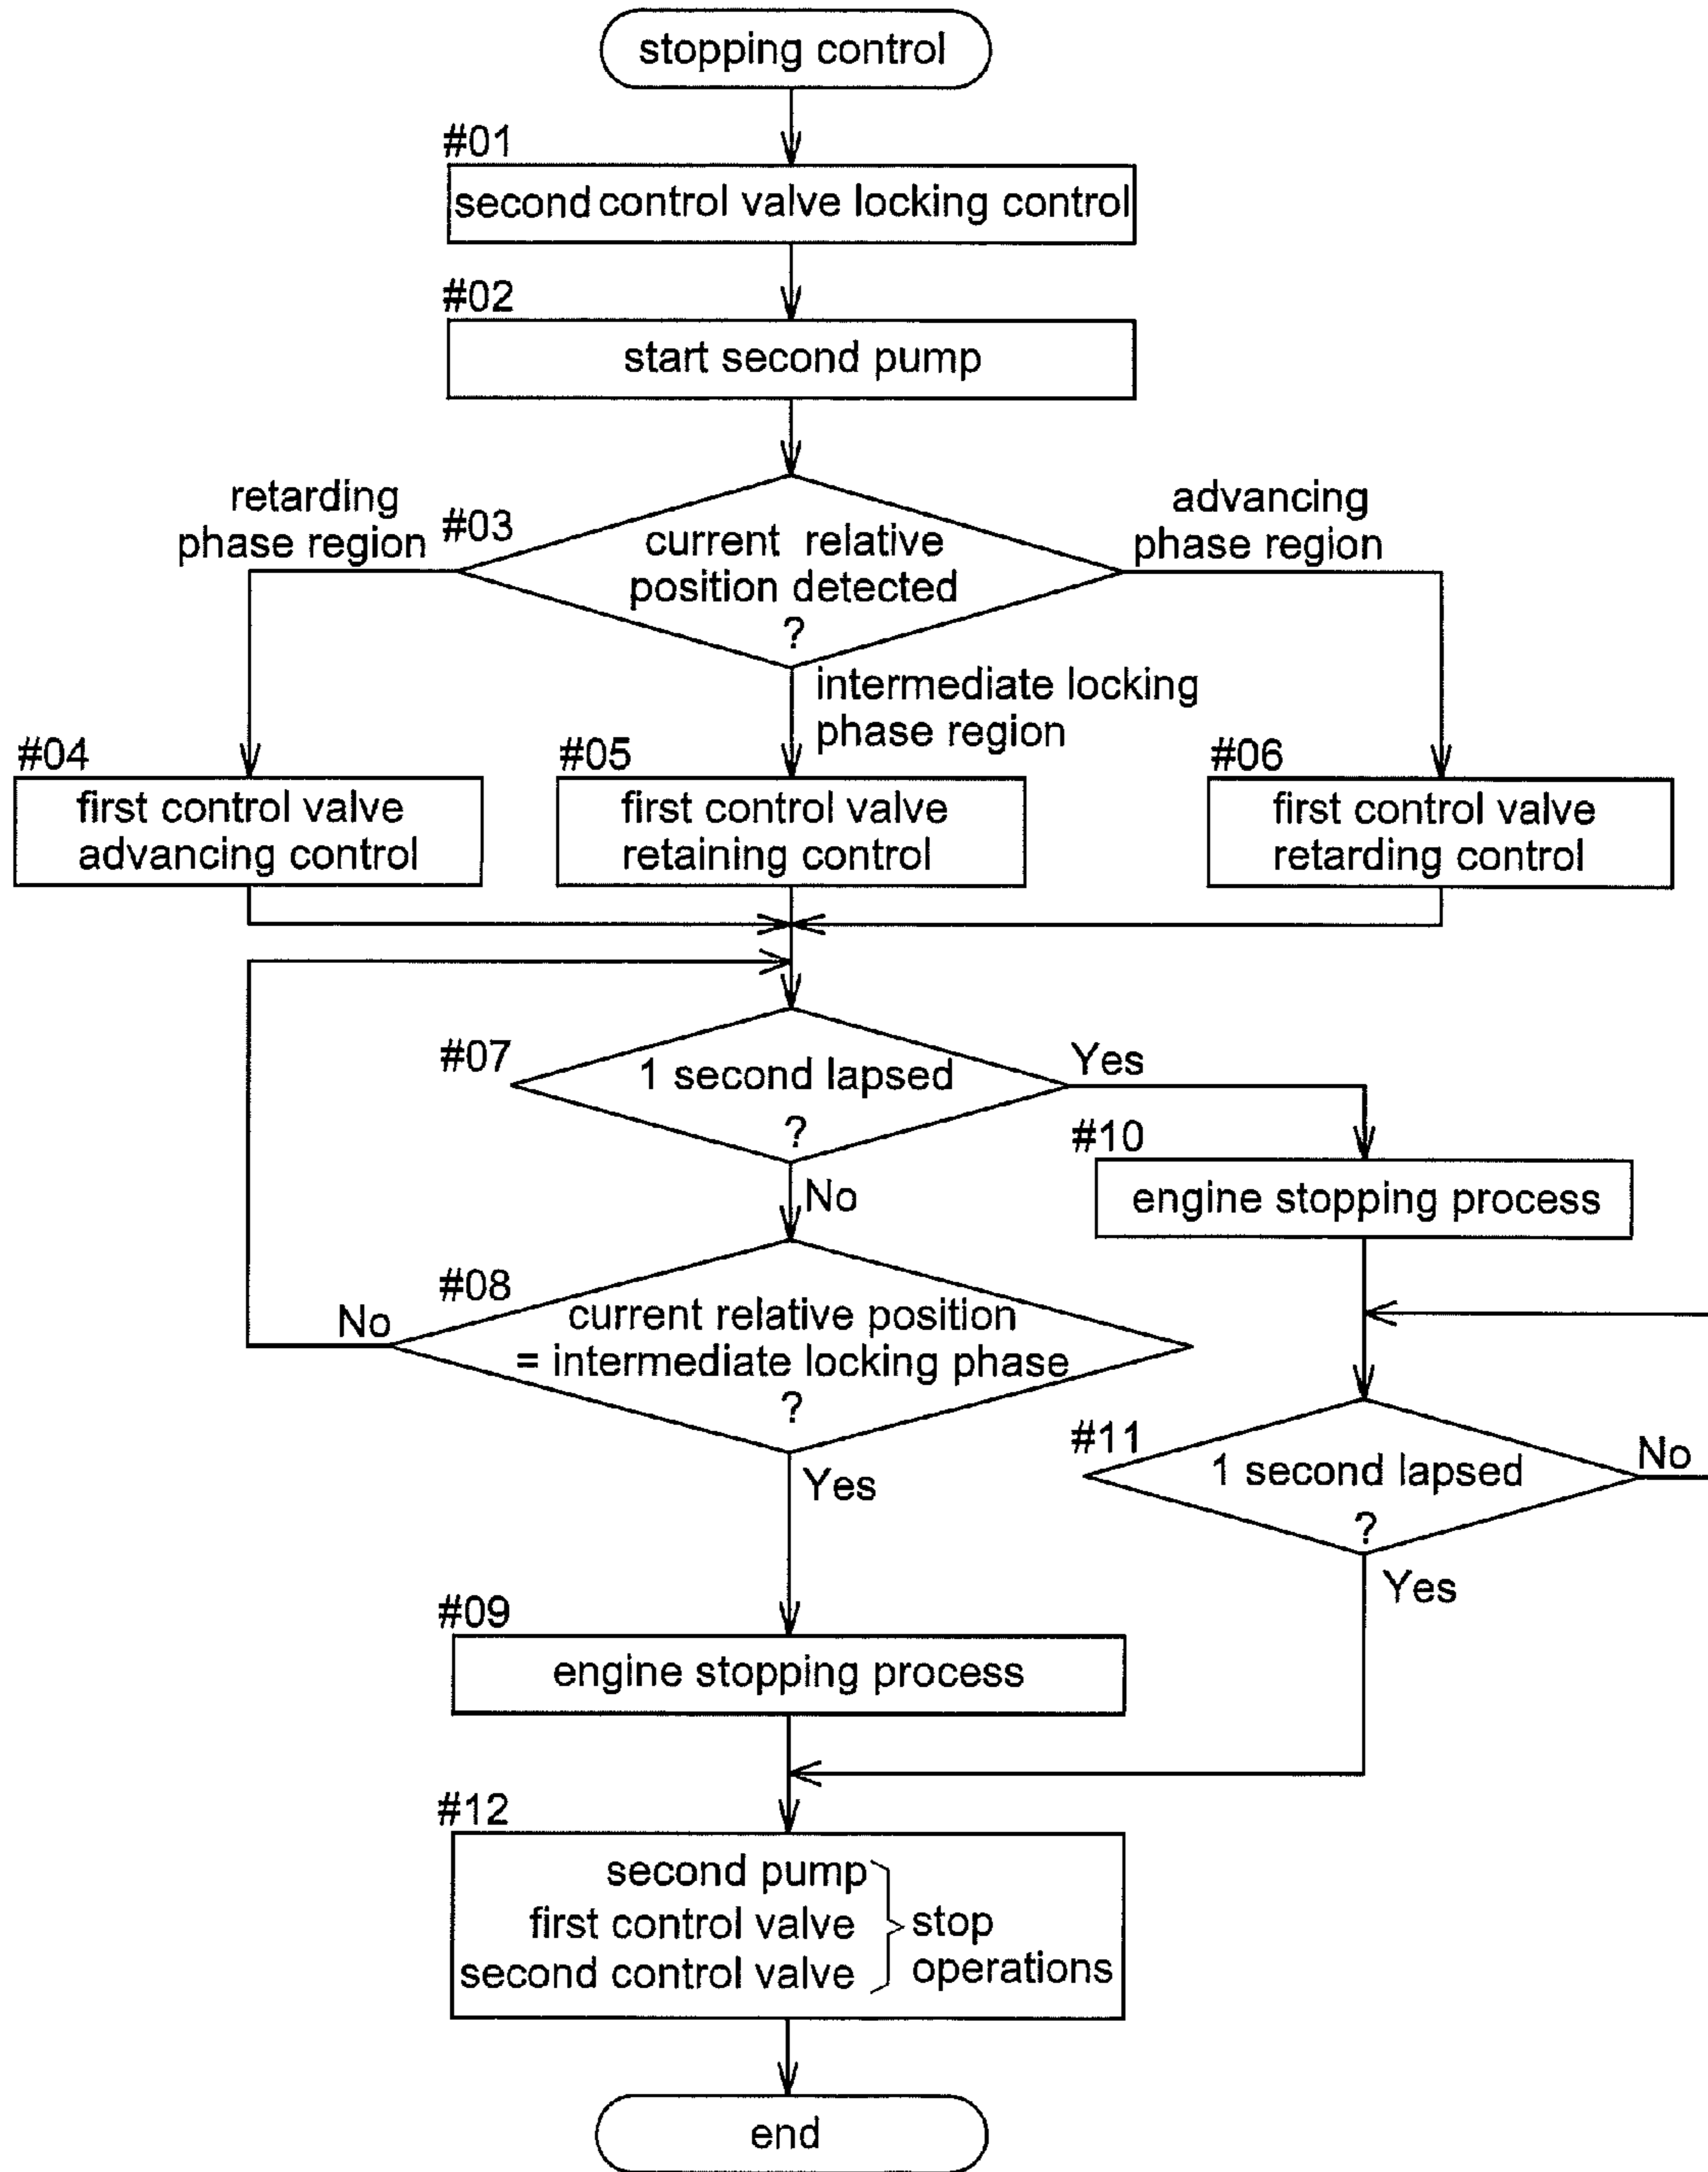 stopping control
#01
second control valve locking control
#02
start second pump
retarding
phase region
#03
current relative
position detected
?
advancing
phase region
intermediate locking
phase region
#04
first control valve
advancing control
#05
first control valve
retaining control
#06
first control valve
retarding control
#07
1 second lapsed
?
Yes
No
#10
engine stopping process
#08
current relative position
= intermediate locking phase
?
No
Yes
#11
1 second lapsed
?
No
Yes
#09
engine stopping process
#12
second pump
first control valve
second control valve
stop
operations
end